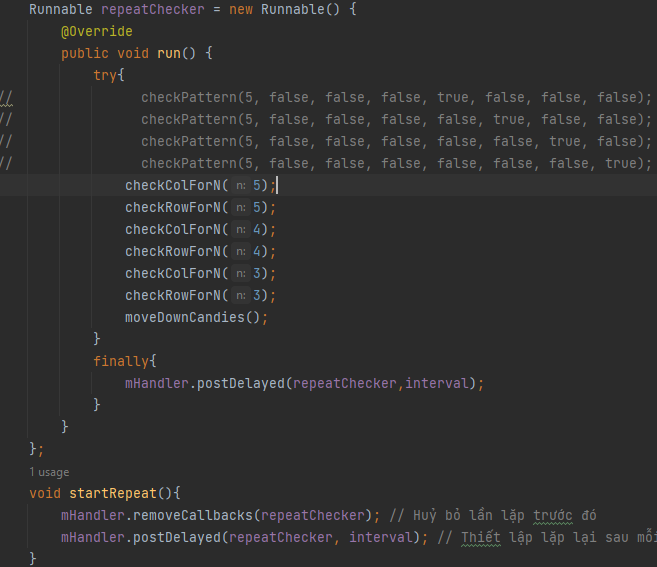 Runnable repeatChecker = new Runnable() {
@Override
public void run() {
try{
// checkPattern(5, false, false, false, true, false, false, false);
// checkPattern(5, false, false, false, false, true, false, false);
// checkPattern(5, false, false, false, false, false, true, false);
// checkPattern(5, false, false, false, false, false, false, true);
checkColForN( n: 5);
checkRowForN( n: 5);
checkColForN( n: 4);
checkRowForN( n: 4);
checkColForN( n: 3);
checkRowForN( n: 3);
moveDownCandies();
}
finally{
mHandler.postDelayed(repeatChecker,interval);
}
}
};
1 usage
void startRepeat(){
mHandler.removeCallbacks(repeatChecker); // Huỷ bỏ lần lặp trước đó
mHandler.postDelayed(repeatChecker, interval); // Thiết lập lặp lại sau mỗi
}